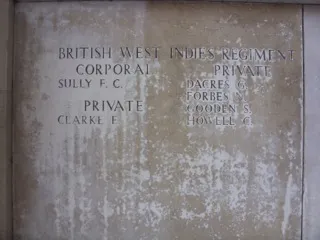 BRITISH WEST INDIES REGIMENT
CORPORAL
SULLY F. C.
PRIVATE
CLARKE F.
PRIVATE
DACRES G.
FORBES N.
GOODEN S.
HOWELL C.